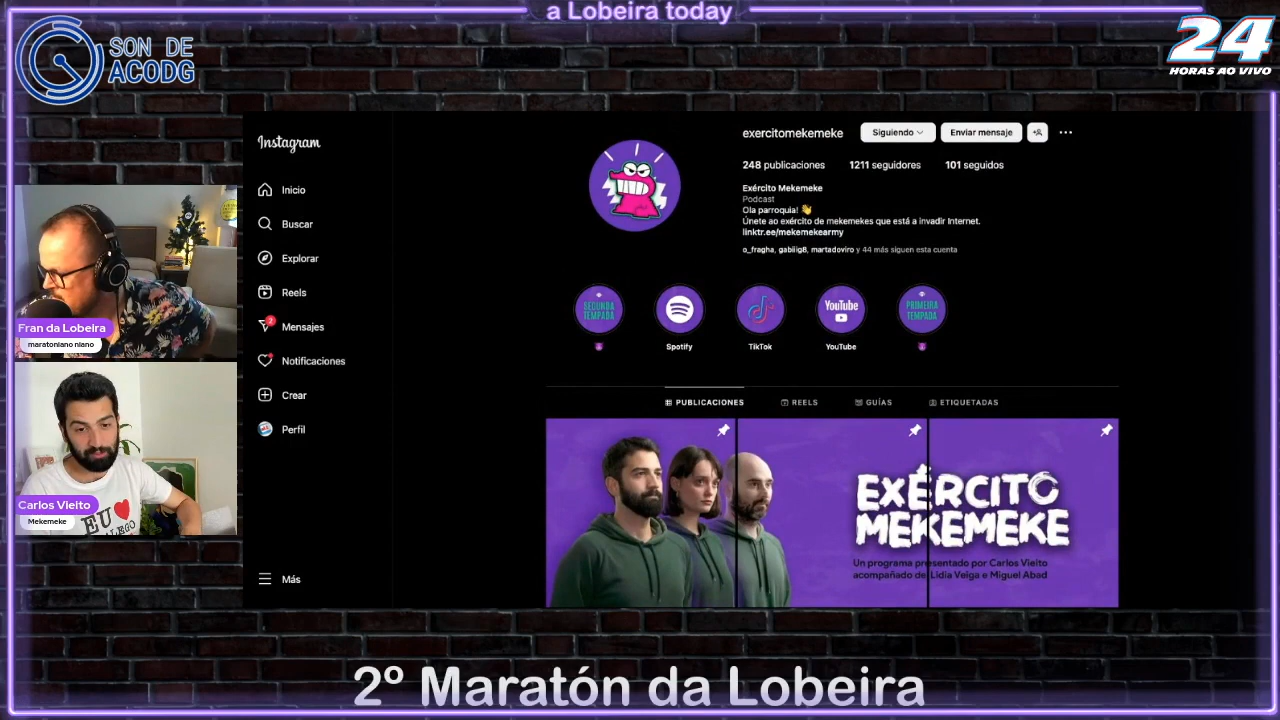 a Lobeira today
SON DE
ACODG
24
HORAS AO VIVO
Instagram
Inicio
Buscar
Explorar
Reels
2
Mensajes
Notificaciones
Crear
Perfil
Más
exercitomekemeke
Siguiendo
Enviar mensaje
248 publicaciones
1211 seguidores
101 seguidos
Exército Mekemeke
Podcast
Ola parroquia! 👋
Únete ao exército de mekemekes que está a invadir Internet.
linktr.ee/mekemekearmy
o_fragha, gabiiig8, martadoviro y 44 más siguen esta cuenta
SEGUNDA
TEMPADA
YouTube
PRIMEIRA
TEMPADA
Spotify
TikTok
YouTube
PUBLICACIONES
REELS
GUÍAS
ETIQUETADAS
EXÉRCITO
MEKEMEKE
Un programa presentado por Carlos Vieito
acompañado de Lidia Veiga e Miguel Abad
Fran da Lobeira
maratoniano niano
EU
GALEGO
Carlos Vieito
Mekemeke
2º Maratón da Lobeira